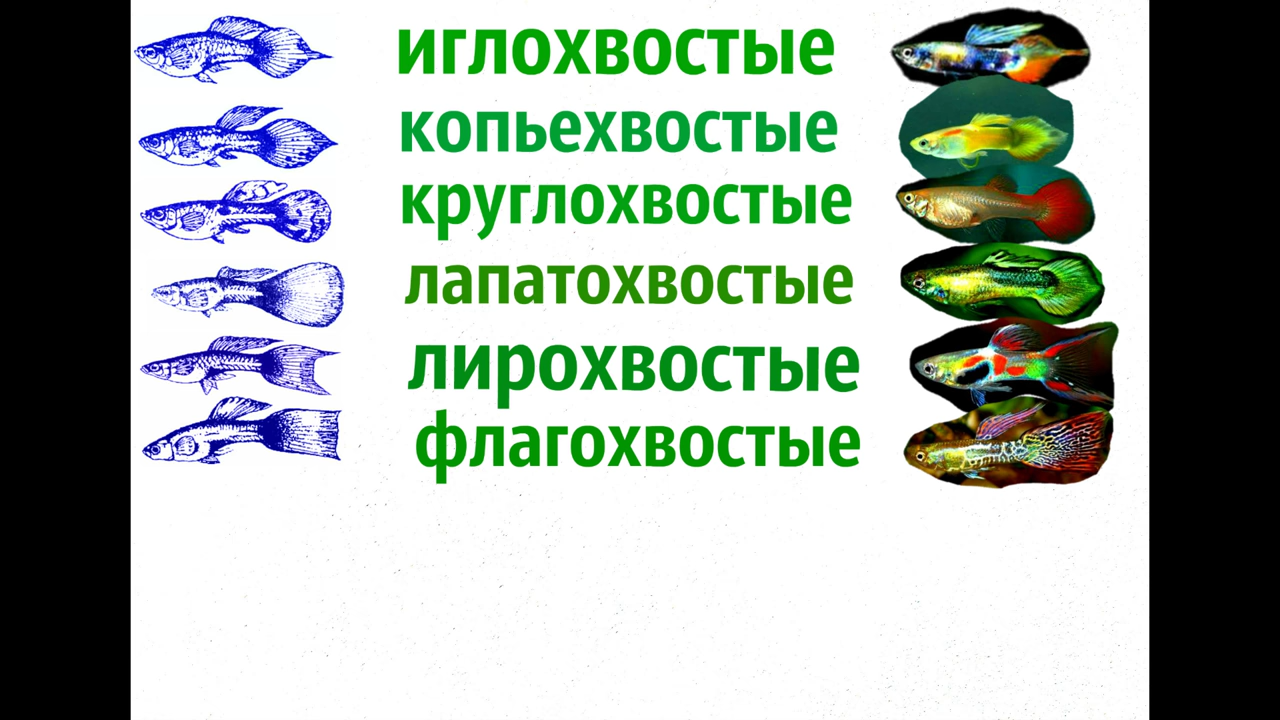 иглохвостые
копьехвостые
круглохвостые
лапатохвостые
лирохвостые
флагохвостые